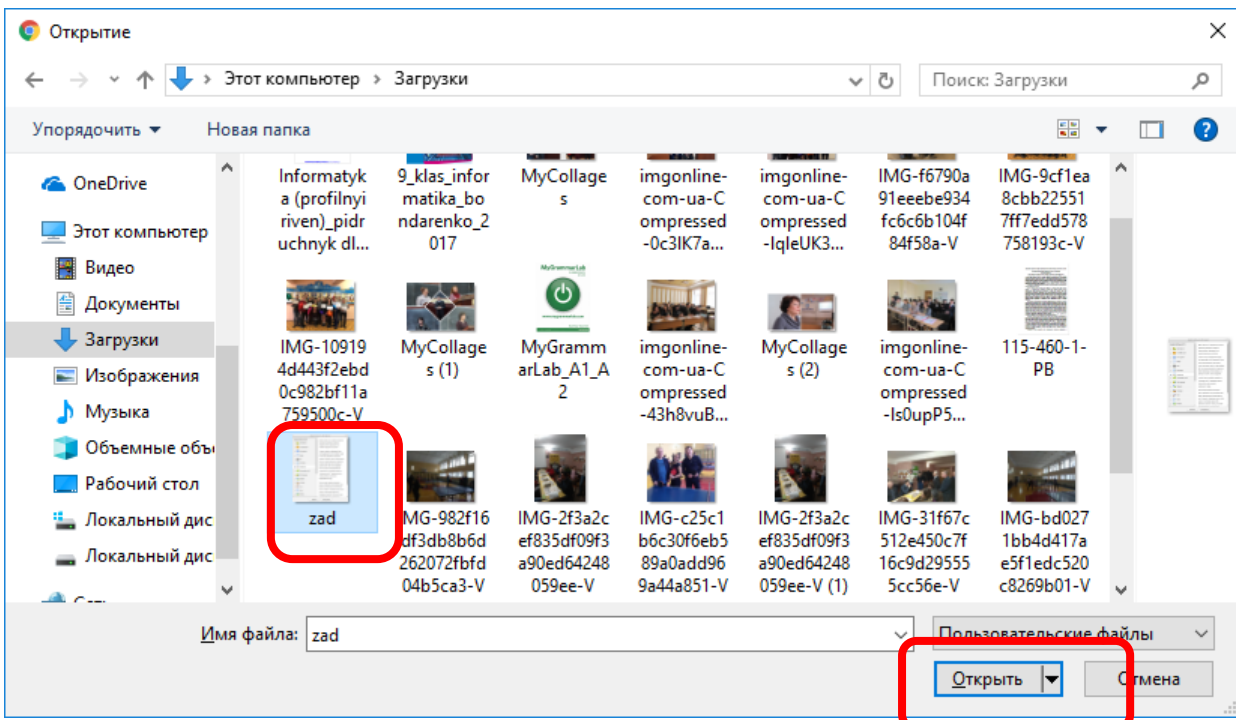 Открытие
Этот компьютер › Загрузки
Поиск: Загрузки
Упорядочить
Новая папка
OneDrive
Этот компьютер
Видео
Документы
Загрузки
Изображения
Музыка
Объемные объ
Рабочий стол
Локальный дис
Локальный дис
Informatyk
a (profilnyi
riven)_pidr
uchnyk dl...
9_klas_infor
matika_bo
ndarenko_2
017
MyCollage
s
imgonline-
com-ua-C
ompressed
-0c3IK7a...
imgonline-
com-ua-C
ompressed
-IqIeUK3...
IMG-f6790a
91eeebe934
fc6c6b104f
84f58a-V
IMG-9cf1ea
8cbb22551
7ff7edd578
758193c-V
IMG-10919
4d443f2ebd
0c982bf11a
759500c-V
MyCollage
s (1)
MyGrammarLab
MyGramm
arLab_A1_A
2
imgonline-
com-ua-C
ompressed
-43h8vuB...
MyCollage
s (2)
imgonline-
com-ua-C
ompressed
-Is0upP5...
115-460-1-
PB
zad
IMG-982f16
df3db8b6d
262072fbfd
04b5ca3-V
IMG-2f3a2c
ef835df09f3
a90ed64248
059ee-V
IMG-c25c1
b6c30f6eb5
89a0add96
9a44a851-V
IMG-2f3a2c
ef835df09f3
a90ed64248
059ee-V (1)
IMG-31f67c
512e450c7f
16c9d29555
5cc56e-V
IMG-bd027
1bb4d417a
e5f1edc520
c8269b01-V
Имя файла: zad
Пользовательские файлы
Открыть
Отмена